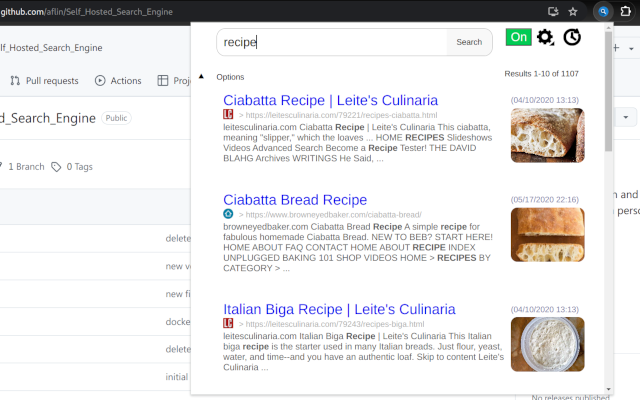 github.com/aflin/Self_Hosted_Search_Engine
elf_Hosted_Search_Engine
Pull requests
Actions
Proje
d_Search_Engine
Public
1 Branch
0 Tags
delete
new v
new fi
docke
delete
initial
recipe
Search
On
Options
Results 1-10 of 1107
Ciabatta Recipe | Leite's Culinaria
LC > https://leitesculinaria.com/79221/recipes-ciabatta.html
leitesculinaria.com Ciabatta Recipe | Leite's Culinaria This ciabatta,
meaning "slipper," which the loaves ... HOME RECIPES Slideshows
Videos Advanced Search Become a Recipe Tester! THE DAVID
BLAHG Archives WRITINGS He Said, ...
(04/10/2020 13:13)
Ciabatta Bread Recipe
> https://www.browneyedbaker.com/ciabatta-bread/
browneyedbaker.com Ciabatta Bread Recipe A simple recipe for
fabulous homemade Ciabatta Bread. NEW TO BEB? START HERE!
HOME ABOUT FAQ CONTACT HOME ABOUT RECIPE INDEX
UNPLUGGED BAKING 101 SHOP VIDEOS HOME > RECIPES BY
CATEGORY > ...
(05/17/2020 22:16)
Italian Biga Recipe | Leite's Culinaria
LC > https://leitesculinaria.com/79243/recipes-biga.html
leitesculinaria.com Italian Biga Recipe | Leite's Culinaria This Italian
biga recipe is the starter used in many Italian breads. Just flour, yeast,
water, and time--and you have an authentic loaf. Skip to content Leite's
Culinaria ...
(04/10/2020 13:13)
n and
perso
No releases published